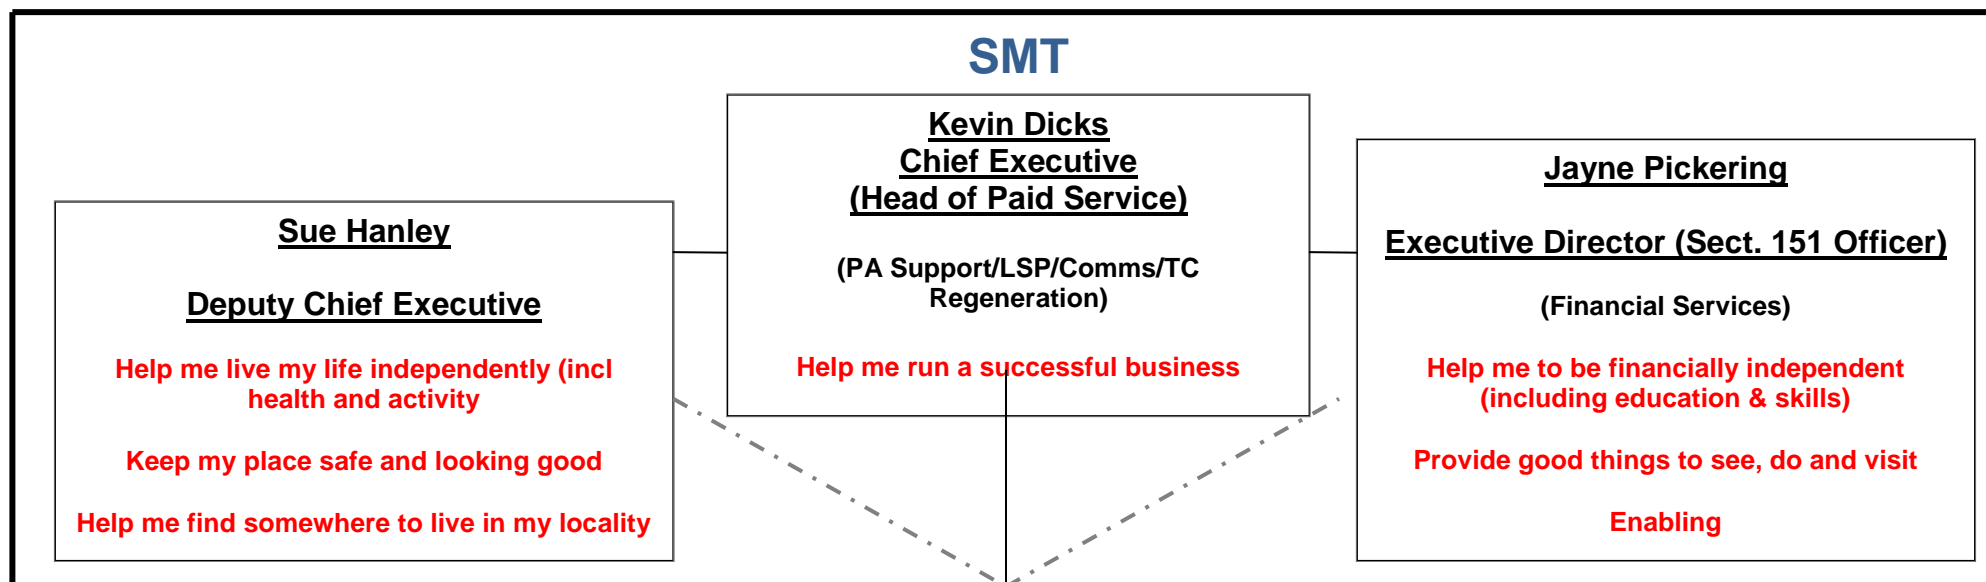 SMT
Kevin Dicks
Chief Executive
(Head of Paid Service)
(PA Support/LSP/Comms/TC
Regeneration)
Help me run a successful business
Sue Hanley
Deputy Chief Executive
Help me live my life independently (incl
health and activity
Keep my place safe and looking good
Help me find somewhere to live in my locality
Jayne Pickering
Executive Director (Sect. 151 Officer)
(Financial Services)
Help me to be financially independent
(including education & skills)
Provide good things to see, do and visit
Enabling